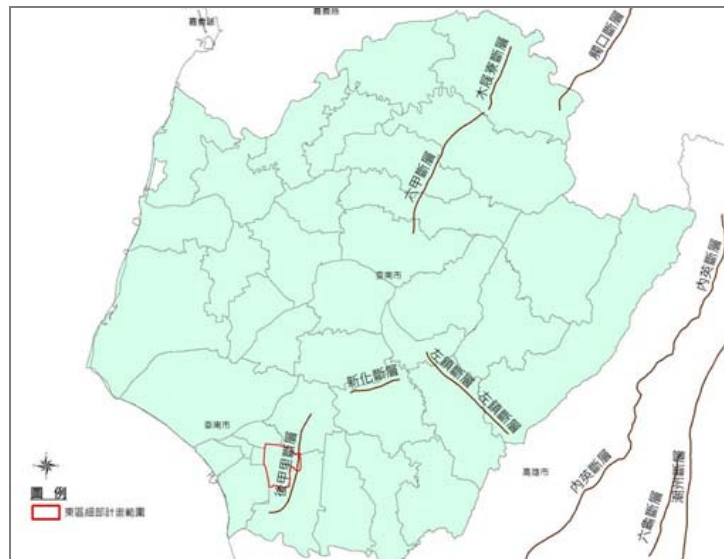 嘉義縣
嘉義縣
觸口斷層
木屐寮斷層
六甲斷層
臺南市
內英斷層
左鎮斷層
左鎮斷層
新化斷層
臺南市
後甲里斷層
高雄市
內英斷層
六龜斷層
潮州斷層
圖 例
東區細部計畫範圍